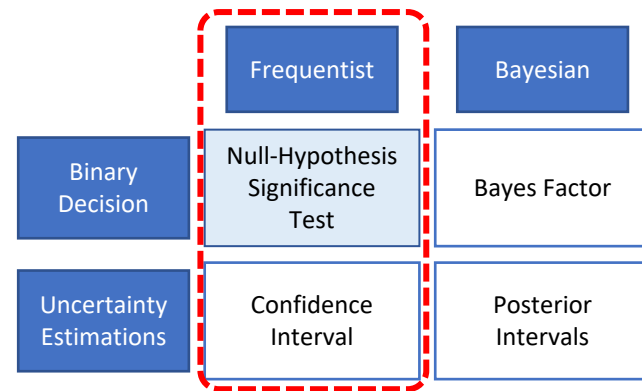 Frequentist
Bayesian
Binary
Decision
Null-Hypothesis
Significance
Test
Bayes Factor
Uncertainty
Estimations
Confidence
Interval
Posterior
Intervals